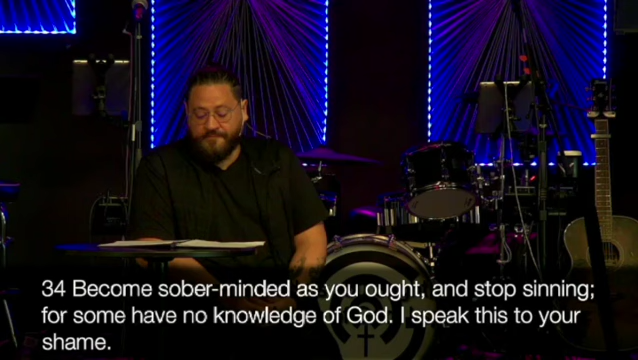 34 Become sober-minded as you ought, and stop sinning;
for some have no knowledge of God. I speak this to your
shame.